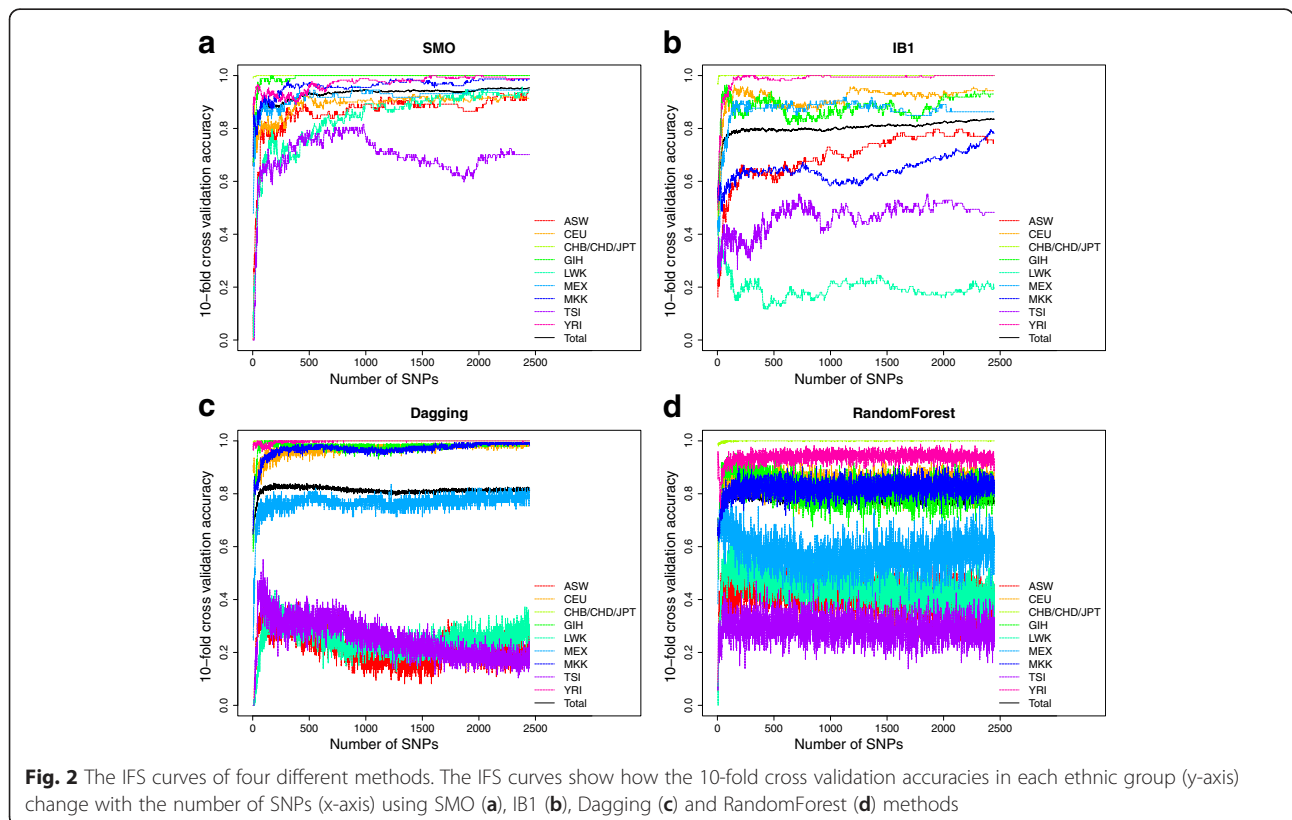 a
SMO
10−fold cross validation accuracy
1.0
0.8
0.6
0.4
0.2
0.0
ASW
CEU
CHB/CHD/JPT
GIH
LWK
MEX
MKK
TSI
YRI
Total
0 500 1000 1500 2000 2500
Number of SNPs
b
IB1
10−fold cross validation accuracy
1.0
0.8
0.6
0.4
0.2
0.0
ASW
CEU
CHB/CHD/JPT
GIH
LWK
MEX
MKK
TSI
YRI
Total
0 500 1000 1500 2000 2500
Number of SNPs
c
Dagging
10−fold cross validation accuracy
1.0
0.8
0.6
0.4
0.2
0.0
ASW
CEU
CHB/CHD/JPT
GIH
LWK
MEX
MKK
TSI
YRI
Total
0 500 1000 1500 2000 2500
Number of SNPs
d
RandomForest
10−fold cross validation accuracy
1.0
0.8
0.6
0.4
0.2
0.0
ASW
CEU
CHB/CHD/JPT
GIH
LWK
MEX
MKK
TSI
YRI
Total
0 500 1000 1500 2000 2500
Number of SNPs
Fig. 2 The IFS curves of four different methods. The IFS curves show how the 10-fold cross validation accuracies in each ethnic group (y-axis)
change with the number of SNPs (x-axis) using SMO (a), IB1 (b), Dagging (c) and RandomForest (d) methods